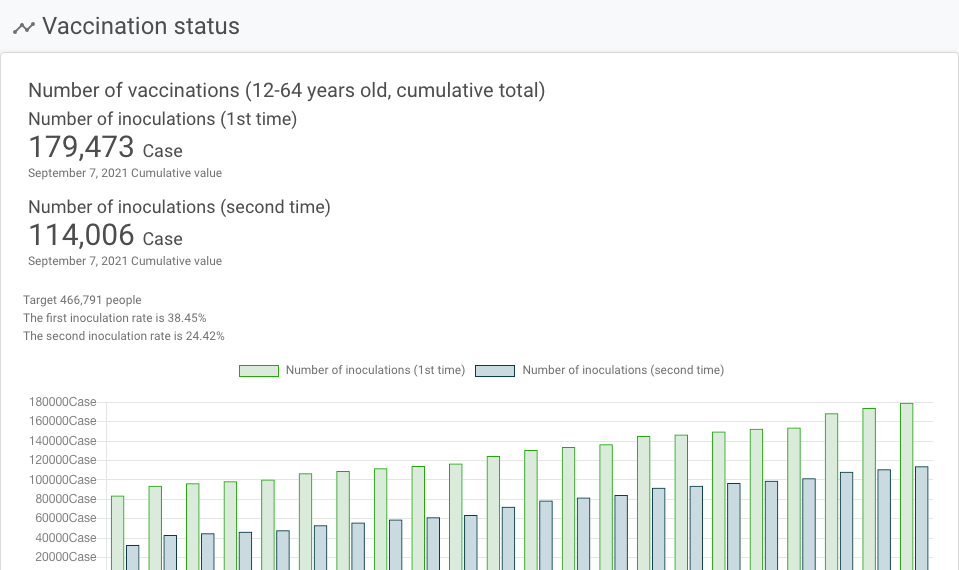 Vaccination status
Number of vaccinations (12-64 years old, cumulative total)
Number of inoculations (1st time)
179,473 Case
September 7, 2021 Cumulative value
Number of inoculations (second time)
114,006 Case
September 7, 2021 Cumulative value
Target 466,791 people
The first inoculation rate is 38.45%
The second inoculation rate is 24.42%
Number of inoculations (1st time) Number of inoculations (second time)
180000Case
160000Case
140000Case
120000Case
100000Case
80000Case
60000Case
40000Case
20000Case